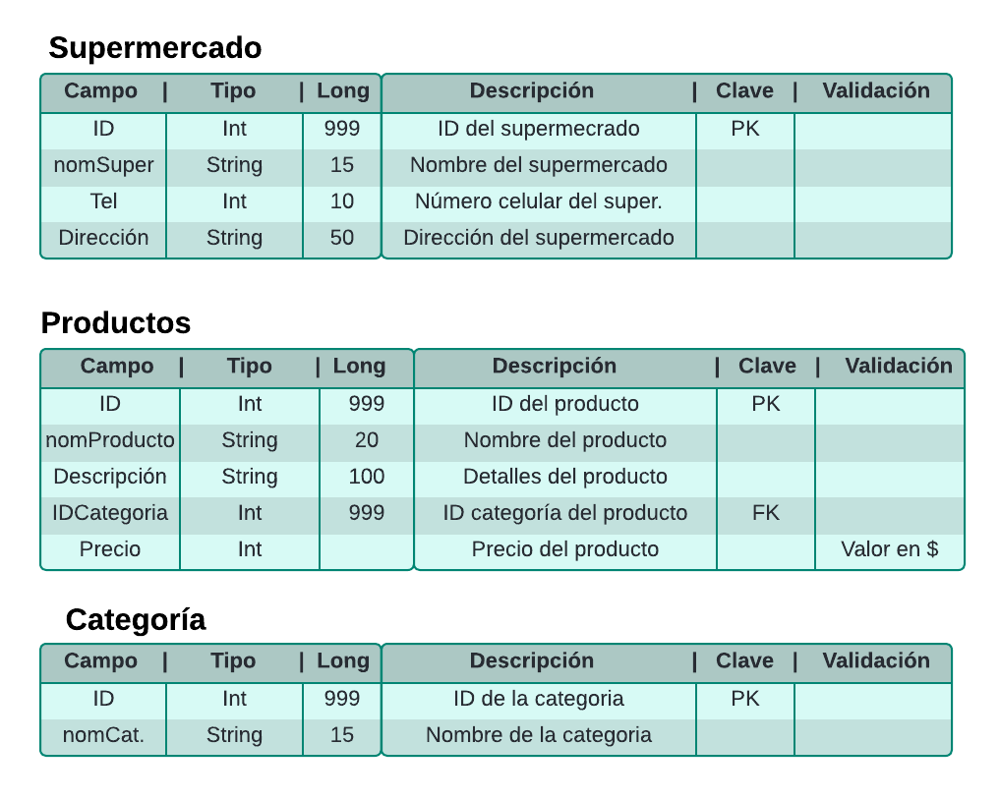 Supermercado
Campo | Tipo | Long Descripción | Clave | Validación
ID Int 999 ID del supermecrado PK
nomSuper String 15 Nombre del supermercado
Tel Int 10 Número celular del super.
Dirección String 50 Dirección del supermercado
Productos
Campo | Tipo | Long Descripción | Clave | Validación
ID Int 999 ID del producto PK
nomProducto String 20 Nombre del producto
Descripción String 100 Detalles del producto
IDCategoria Int 999 ID categoría del producto FK
Precio Int Precio del producto Valor en $
Categoría
Campo | Tipo | Long Descripción | Clave | Validación
ID Int 999 ID de la categoria PK
nomCat. String 15 Nombre de la categoria